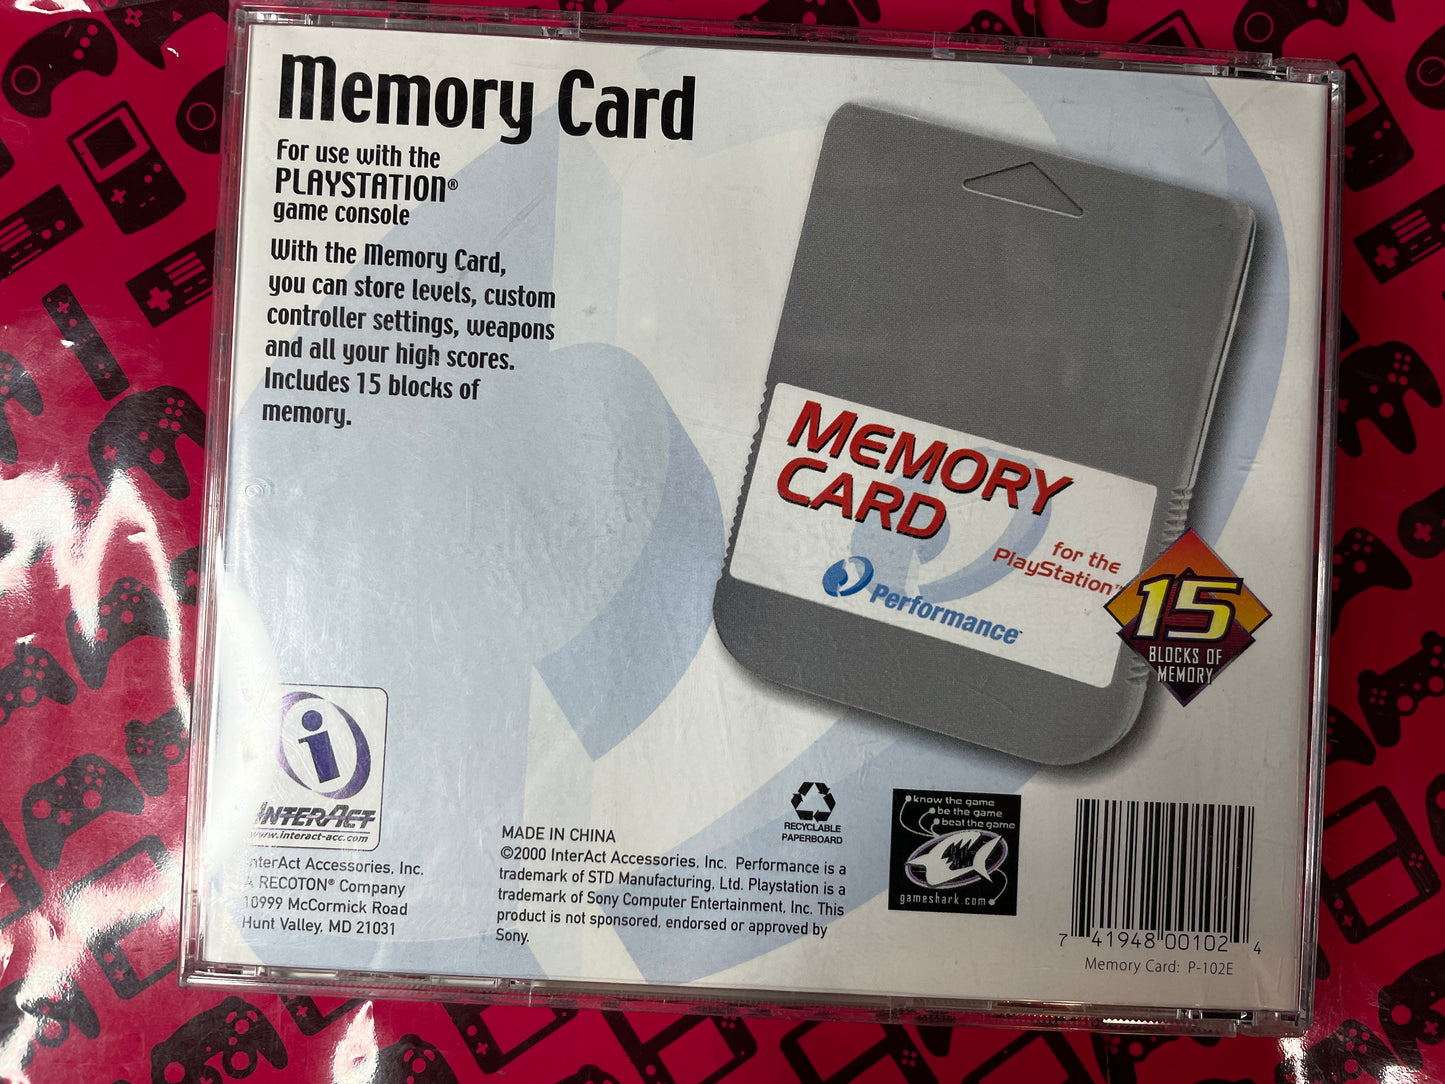 Memory Card
For use with the
PLAYSTATION®
game console
With the Memory Card,
you can store levels, custom
controller settings, weapons
and all your high scores.
Includes 15 blocks of
memory.
MEMORY
CARD
for the
PlayStation™
Performance™
15
BLOCKS OF
MEMORY
i
INTERACT
www.interact-acc.com
InterAct Accessories, Inc.
A RECOTON® Company
10999 McCormick Road
Hunt Valley, MD 21031
MADE IN CHINA
©2000 InterAct Accessories, Inc. Performance is a
trademark of STD Manufacturing, Ltd. Playstation is a
trademark of Sony Computer Entertainment, Inc. This
product is not sponsored, endorsed or approved by
Sony.
RECYCLABLE
PAPERBOARD
know the game
be the game
beat the game
gameshark.com
7 41948 00102 4
Memory Card: P-102E